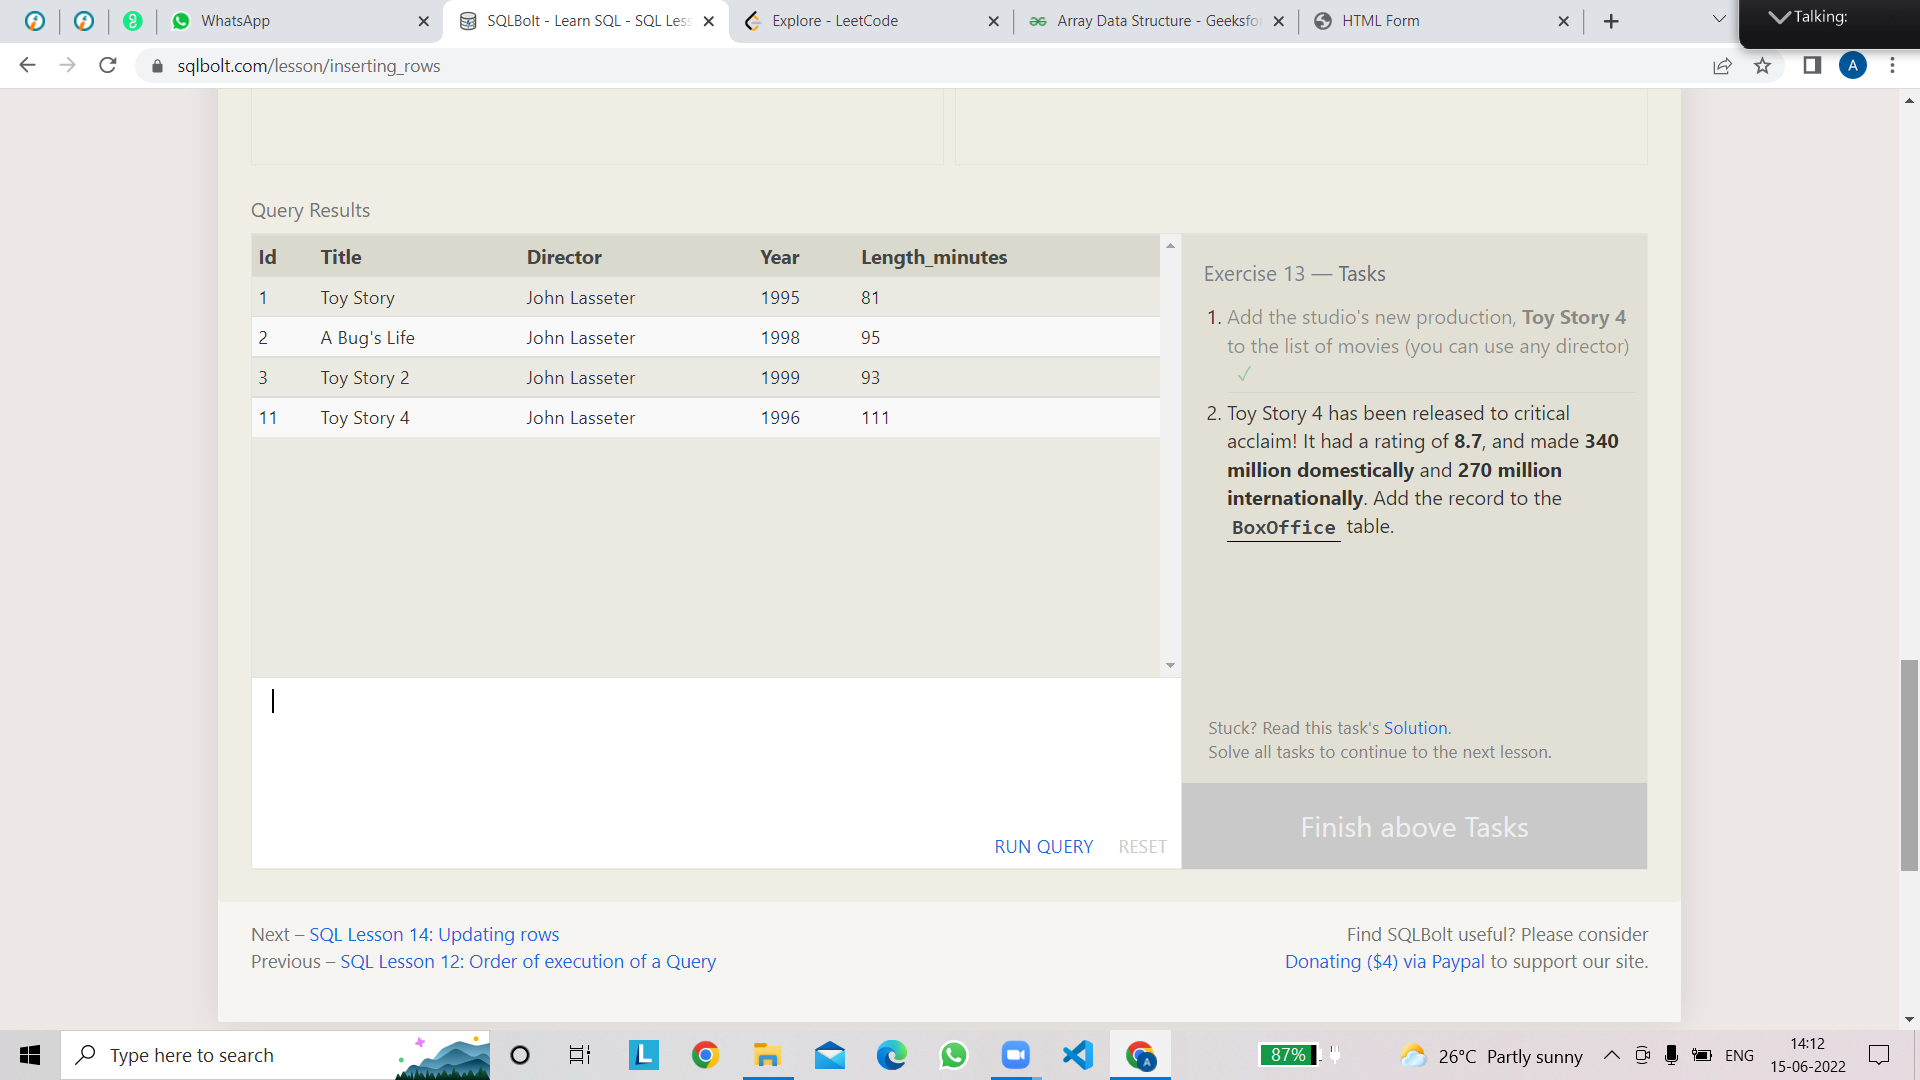 WhatsApp
SQLBolt - Learn SQL - SQL Less
Explore - LeetCode
Array Data Structure - Geeksfor
HTML Form
Talking:
sqlbolt.com/lesson/inserting_rows
A
Query Results
Id Title Director Year Length_minutes
1 Toy Story John Lasseter 1995 81
2 A Bug's Life John Lasseter 1998 95
3 Toy Story 2 John Lasseter 1999 93
11 Toy Story 4 John Lasseter 1996 111
Exercise 13 — Tasks
1. Add the studio's new production, Toy Story 4
to the list of movies (you can use any director)
✓
2. Toy Story 4 has been released to critical
acclaim! It had a rating of 8.7, and made 340
million domestically and 270 million
internationally. Add the record to the
BoxOffice table.
Stuck? Read this task's Solution.
Solve all tasks to continue to the next lesson.
RUN QUERY RESET
Finish above Tasks
Next – SQL Lesson 14: Updating rows
Previous – SQL Lesson 12: Order of execution of a Query
Find SQLBolt useful? Please consider
Donating ($4) via Paypal to support our site.
Type here to search
L
A
87%
26°C Partly sunny
ENG
14:12
15-06-2022